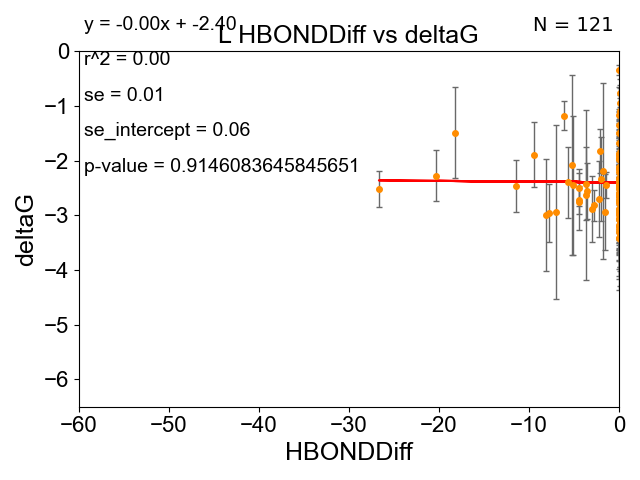 y = -0.00x + -2.40
N = 121
L HBONDDiff vs deltaG
r^2 = 0.00
se = 0.01
se_intercept = 0.06
p-value = 0.9146083645845651
0
−1
−2
−3
−4
−5
−6
deltaG
−60 −50 −40 −30 −20 −10 0
HBONDDiff